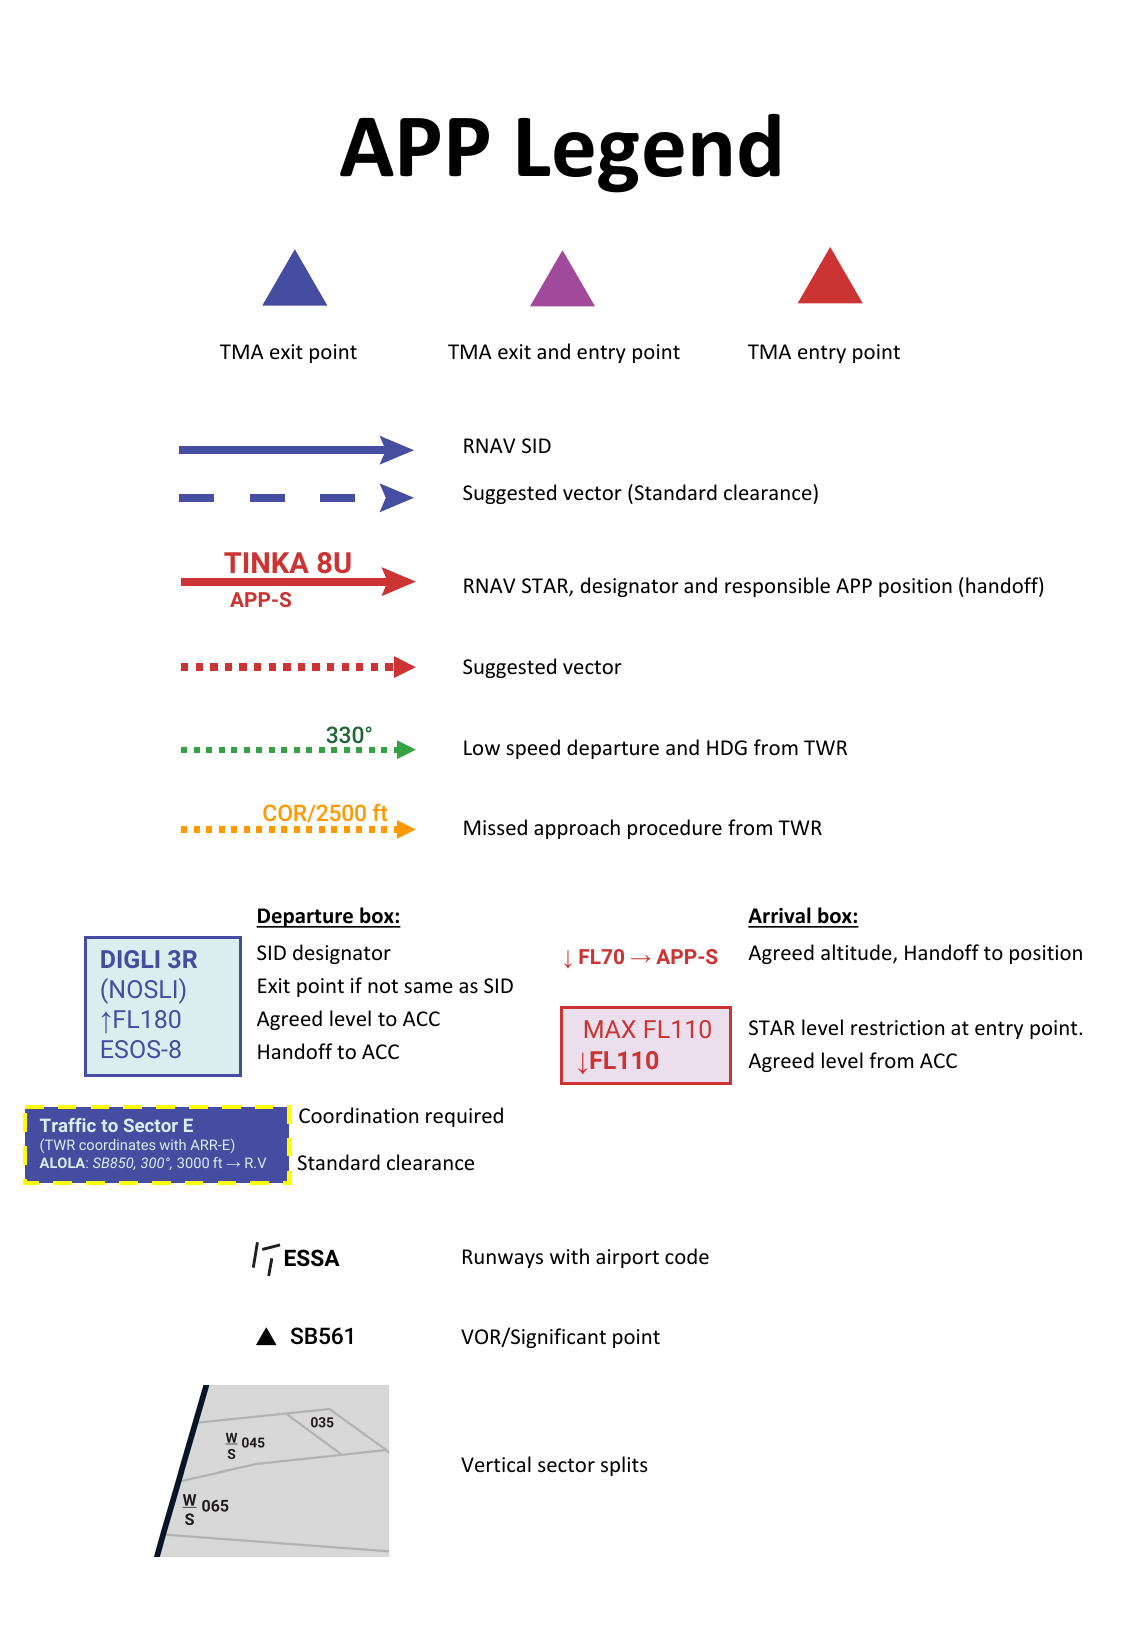 APP Legend
TMA exit point
TMA exit and entry point
TMA entry point
RNAV SID
Suggested vector (Standard clearance)
TINKA 8U
APP-S
RNAV STAR, designator and responsible APP position (handoff)
Suggested vector
330°
Low speed departure and HDG from TWR
COR/2500 ft
Missed approach procedure from TWR
Departure box:
DIGLI 3R
(NOSLI)
↑FL180
ESOS-8
SID designator
Exit point if not same as SID
Agreed level to ACC
Handoff to ACC
Arrival box:
↓ FL70 → APP-S
Agreed altitude, Handoff to position
MAX FL110
↓FL110
STAR level restriction at entry point.
Agreed level from ACC
Traffic to Sector E
(TWR coordinates with ARR-E)
ALOLA: SB850, 300°, 3000 ft → R.V
Coordination required
Standard clearance
ESSA
Runways with airport code
SB561
VOR/Significant point
035
W
S
045
W
S
065
Vertical sector splits